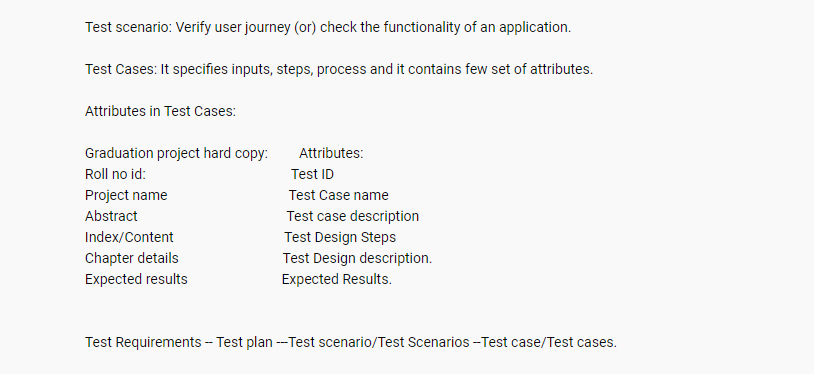 Test scenario: Verify user journey (or) check the functionality of an application.
Test Cases: It specifies inputs, steps, process and it contains few set of attributes.
Attributes in Test Cases:
Graduation project hard copy: Attributes:
Roll no id: Test ID
Project name Test Case name
Abstract Test case description
Index/Content Test Design Steps
Chapter details Test Design description.
Expected results Expected Results.
Test Requirements -- Test plan ---Test scenario/Test Scenarios --Test case/Test cases.